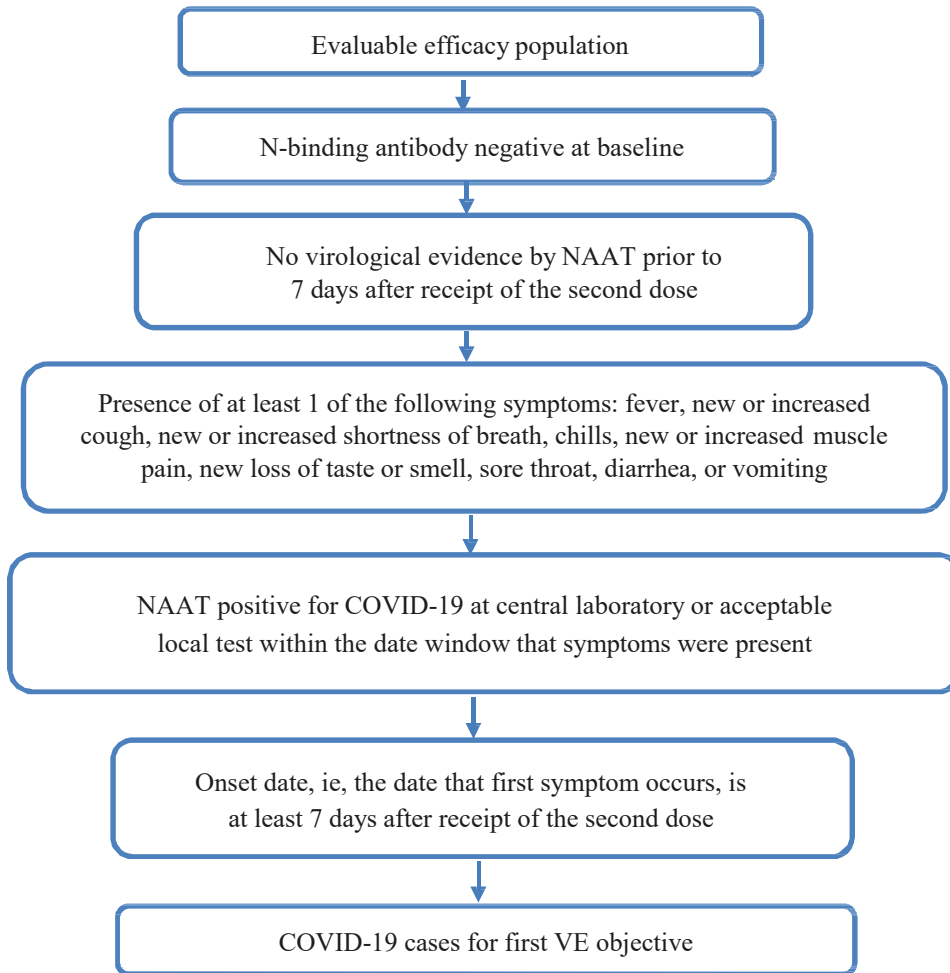 Evaluable efficacy population
N-binding antibody negative at baseline
No virological evidence by NAAT prior to
7 days after receipt of the second dose
Presence of at least 1 of the following symptoms: fever, new or increased
cough, new or increased shortness of breath, chills, new or increased muscle
pain, new loss of taste or smell, sore throat, diarrhea, or vomiting
NAAT positive for COVID-19 at central laboratory or acceptable
local test within the date window that symptoms were present
Onset date, ie, the date that first symptom occurs, is
at least 7 days after receipt of the second dose
COVID-19 cases for first VE objective